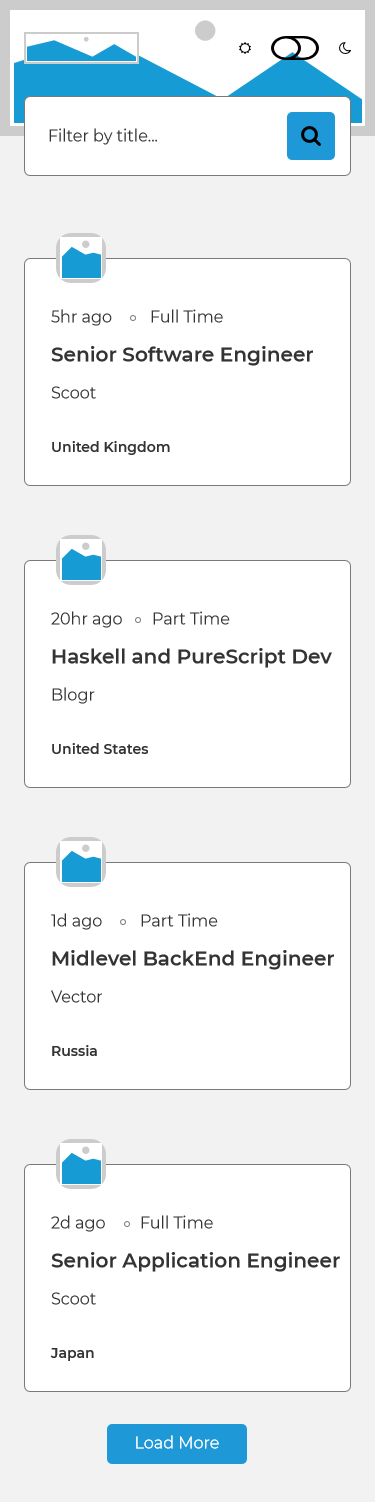 Filter by title...
5hr ago Full Time
Senior Software Engineer
Scoot
United Kingdom
20hr ago Part Time
Haskell and PureScript Dev
Blogr
United States
1d ago Part Time
Midlevel BackEnd Engineer
Vector
Russia
2d ago Full Time
Senior Application Engineer
Scoot
Japan
Load More